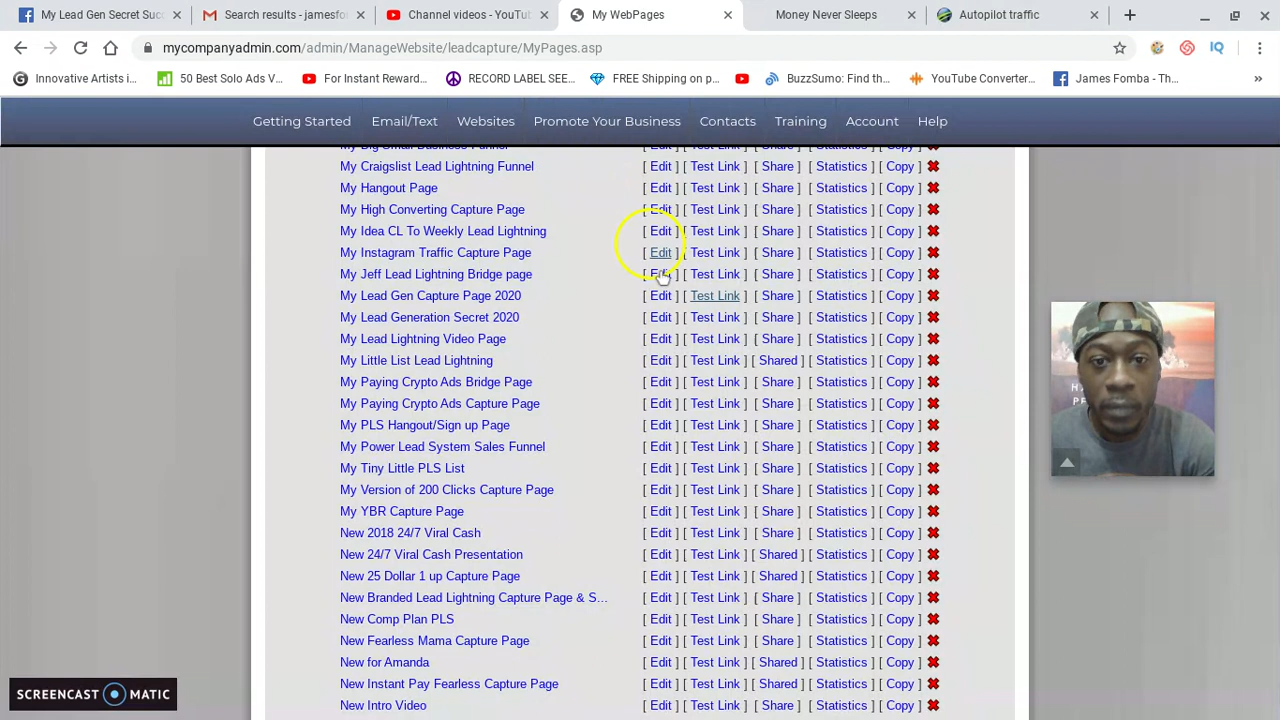 My Lead Gen Secret Suc
Search results - jamesfo
Channel videos - YouTu
My WebPages
Money Never Sleeps
Autopilot traffic
mycompanyadmin.com/admin/ManageWebsite/leadcapture/MyPages.asp
Innovative Artists i...
50 Best Solo Ads V...
For Instant Reward...
RECORD LABEL SEE...
FREE Shipping on p...
BuzzSumo: Find th...
YouTube Converter...
James Fomba - Th...
Getting Started Email/Text Websites Promote Your Business Contacts Training Account Help
My Big Small Business Funnel [ Edit ] [ Test Link ] [ Share ] [ Statistics ] [ Copy ]
My Craigslist Lead Lightning Funnel [ Edit ] [ Test Link ] [ Share ] [ Statistics ] [ Copy ]
My Hangout Page [ Edit ] [ Test Link ] [ Share ] [ Statistics ] [ Copy ]
My High Converting Capture Page [ Edit ] [ Test Link ] [ Share ] [ Statistics ] [ Copy ]
My Idea CL To Weekly Lead Lightning [ Edit ] [ Test Link ] [ Share ] [ Statistics ] [ Copy ]
My Instagram Traffic Capture Page [ Edit ] [ Test Link ] [ Share ] [ Statistics ] [ Copy ]
My Jeff Lead Lightning Bridge page [ Edit ] [ Test Link ] [ Share ] [ Statistics ] [ Copy ]
My Lead Gen Capture Page 2020 [ Edit ] [ Test Link ] [ Share ] [ Statistics ] [ Copy ]
My Lead Generation Secret 2020 [ Edit ] [ Test Link ] [ Share ] [ Statistics ] [ Copy ]
My Lead Lightning Video Page [ Edit ] [ Test Link ] [ Share ] [ Statistics ] [ Copy ]
My Little List Lead Lightning [ Edit ] [ Test Link ] [ Shared ] [ Statistics ] [ Copy ]
My Paying Crypto Ads Bridge Page [ Edit ] [ Test Link ] [ Share ] [ Statistics ] [ Copy ]
My Paying Crypto Ads Capture Page [ Edit ] [ Test Link ] [ Share ] [ Statistics ] [ Copy ]
My PLS Hangout/Sign up Page [ Edit ] [ Test Link ] [ Share ] [ Statistics ] [ Copy ]
My Power Lead System Sales Funnel [ Edit ] [ Test Link ] [ Share ] [ Statistics ] [ Copy ]
My Tiny Little PLS List [ Edit ] [ Test Link ] [ Share ] [ Statistics ] [ Copy ]
My Version of 200 Clicks Capture Page [ Edit ] [ Test Link ] [ Share ] [ Statistics ] [ Copy ]
My YBR Capture Page [ Edit ] [ Test Link ] [ Share ] [ Statistics ] [ Copy ]
New 2018 24/7 Viral Cash [ Edit ] [ Test Link ] [ Share ] [ Statistics ] [ Copy ]
New 24/7 Viral Cash Presentation [ Edit ] [ Test Link ] [ Shared ] [ Statistics ] [ Copy ]
New 25 Dollar 1 up Capture Page [ Edit ] [ Test Link ] [ Shared ] [ Statistics ] [ Copy ]
New Branded Lead Lightning Capture Page & S... [ Edit ] [ Test Link ] [ Share ] [ Statistics ] [ Copy ]
New Comp Plan PLS [ Edit ] [ Test Link ] [ Share ] [ Statistics ] [ Copy ]
New Fearless Mama Capture Page [ Edit ] [ Test Link ] [ Share ] [ Statistics ] [ Copy ]
New for Amanda [ Edit ] [ Test Link ] [ Shared ] [ Statistics ] [ Copy ]
New Instant Pay Fearless Capture Page [ Edit ] [ Test Link ] [ Shared ] [ Statistics ] [ Copy ]
New Intro Video [ Edit ] [ Test Link ] [ Share ] [ Statistics ] [ Copy ]
SCREENCAST MATIC